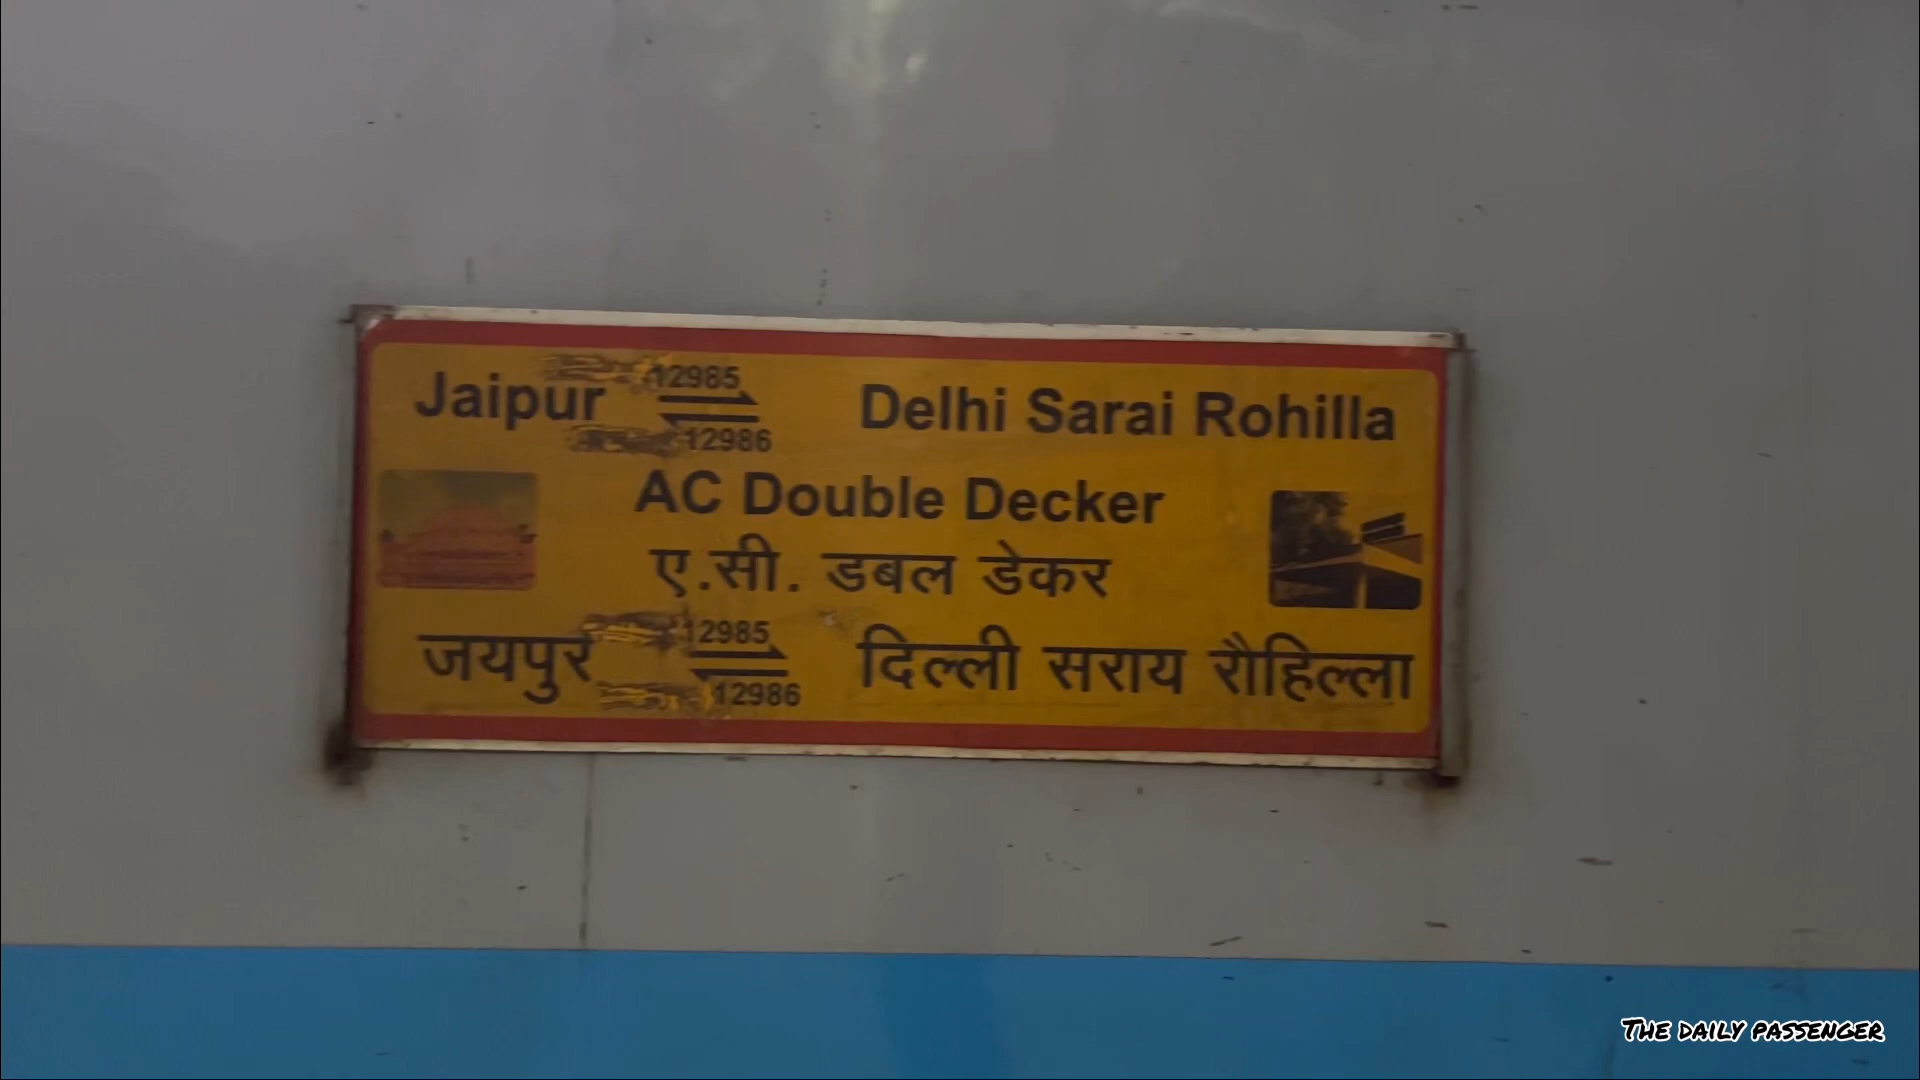 12985
Jaipur Delhi Sarai Rohilla
12986
AC Double Decker
ए.सी. डबल डेकर
12985
जयपुर दिल्ली सराय रौहिल्ला
12986
THE DAILY PASSENGER